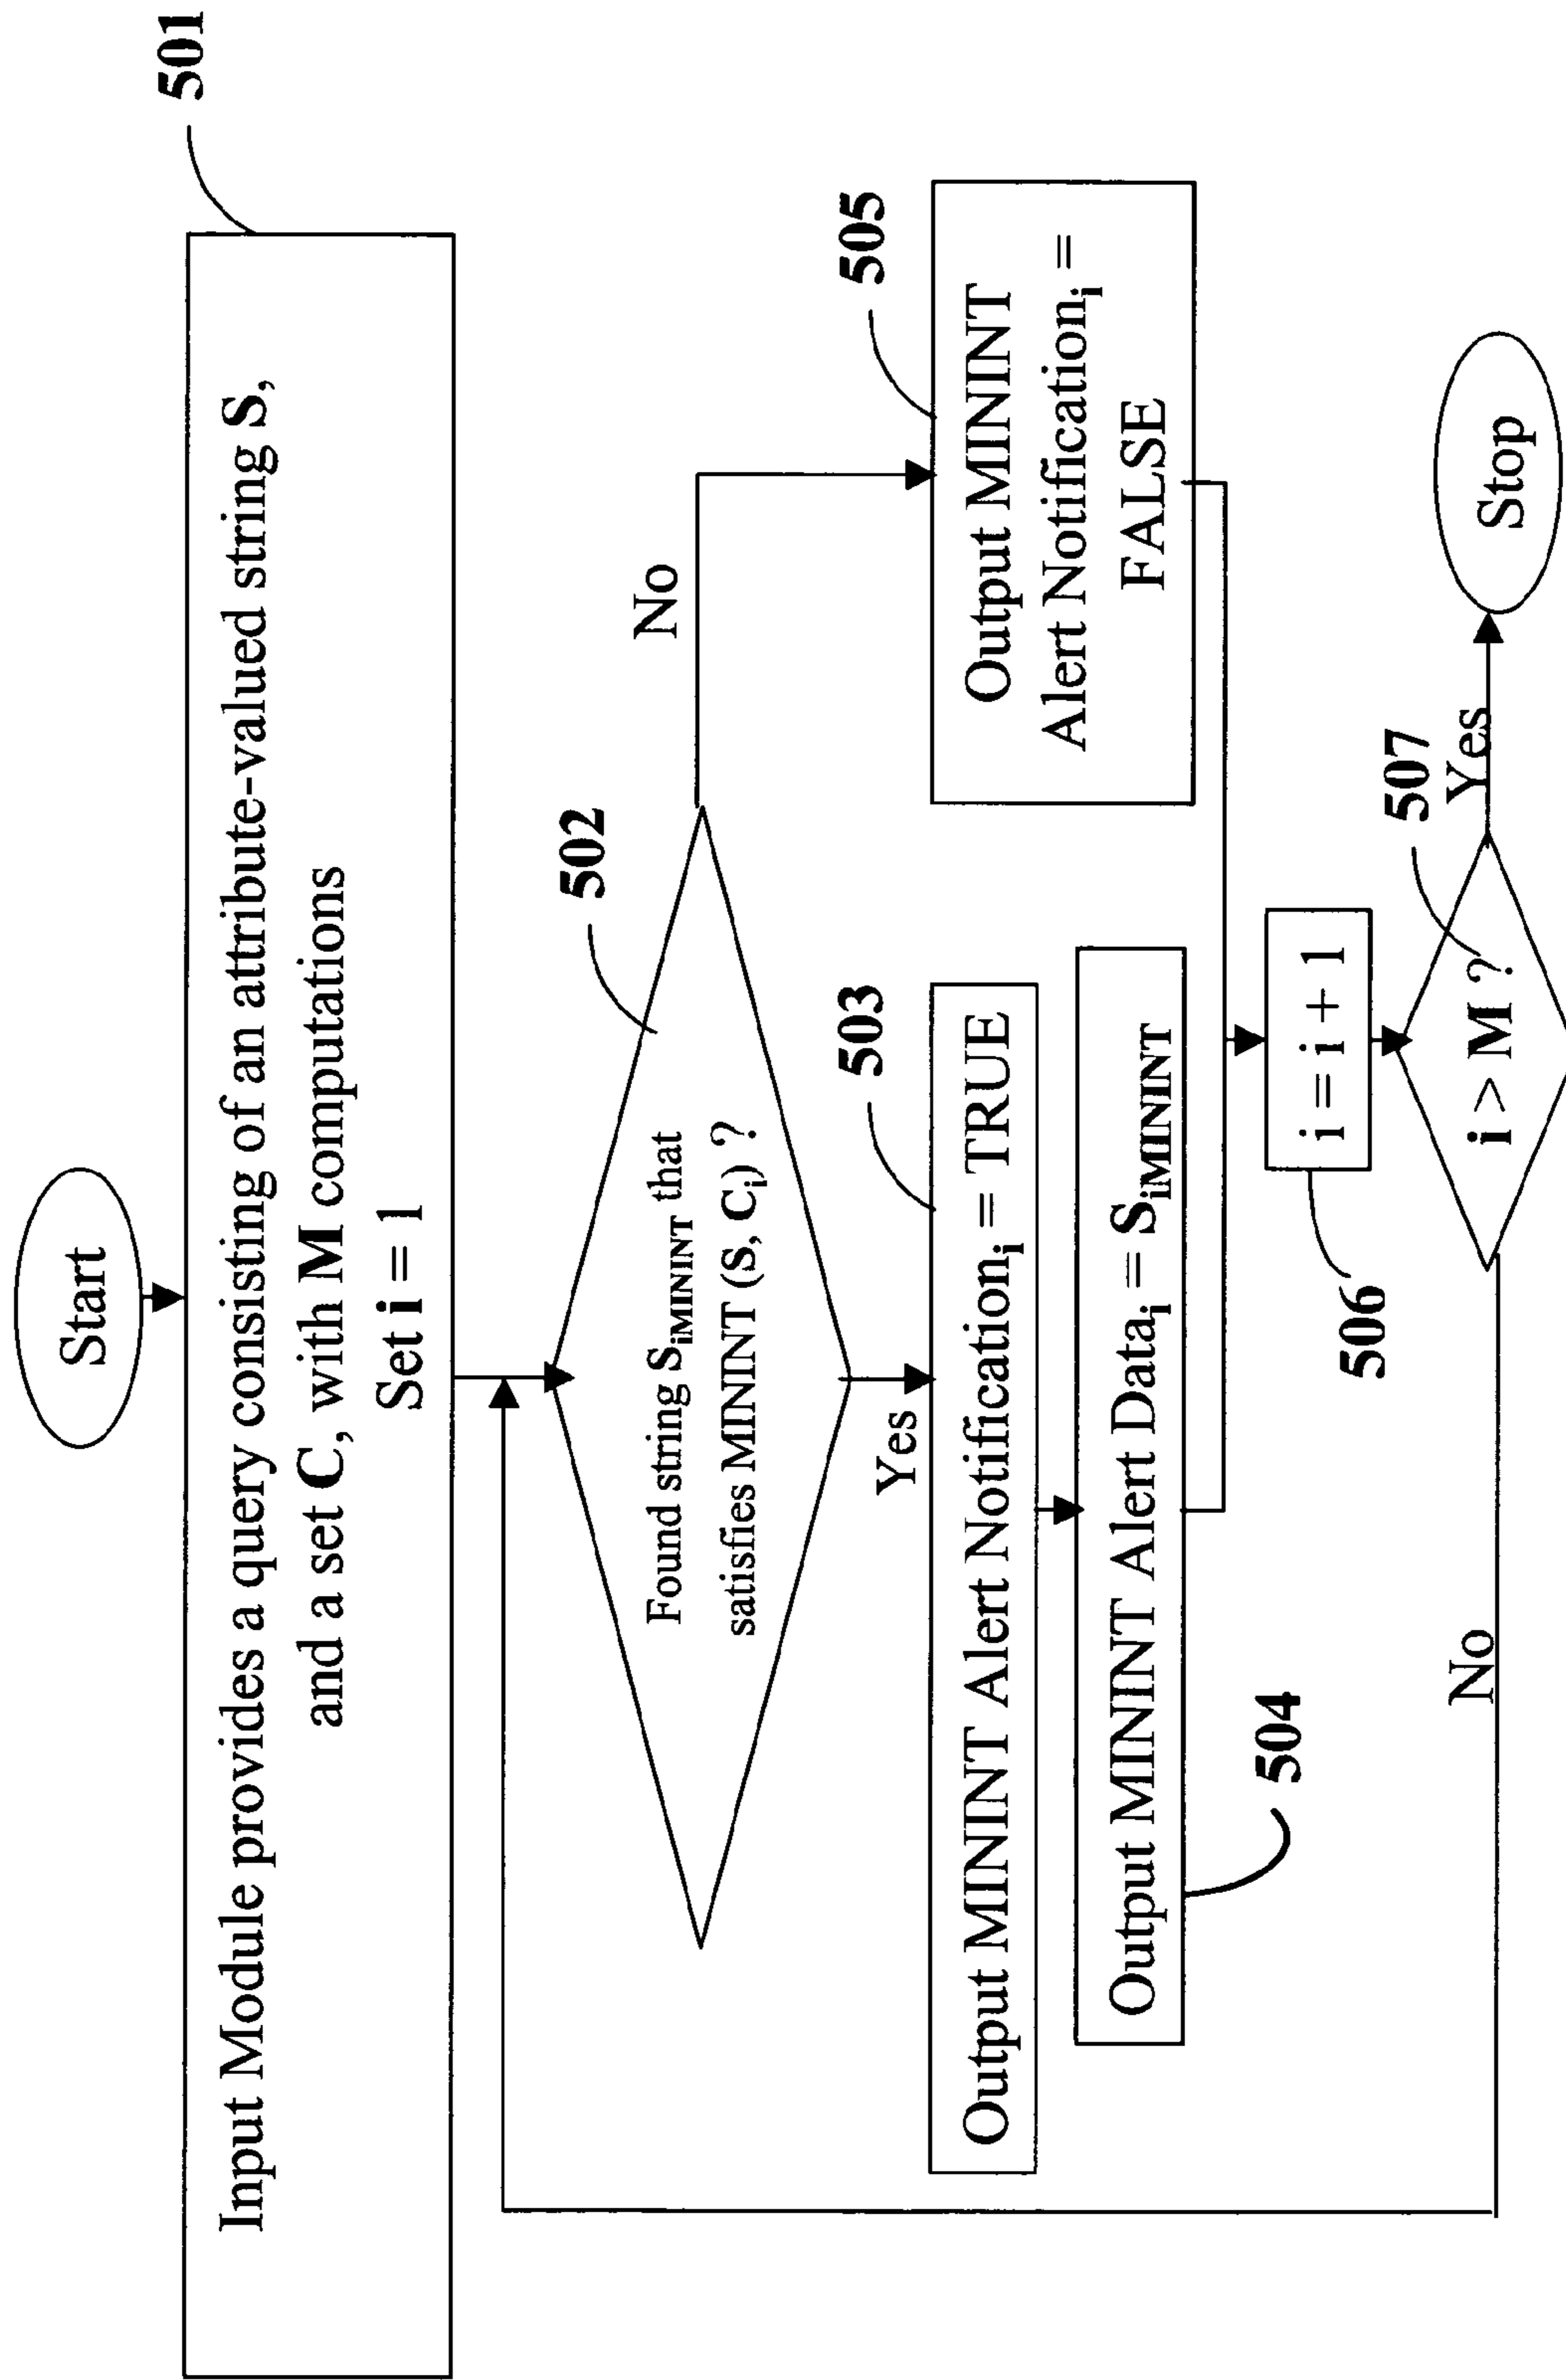 Start
501
Input Module provides a query consisting of an attribute-valued string S,
and a set C, with M computations
Set i = 1
502
Found string SiMININT that
satisfies MININT (S, Ci) ?
No
Yes
503
Output MININT Alert Notificationi = TRUE
505
Output MININT
Alert Notificationi =
FALSE
Output MININT Alert Datai = SiMININT
504
i = i + 1
506
507
i > M ?
Yes
Stop
No